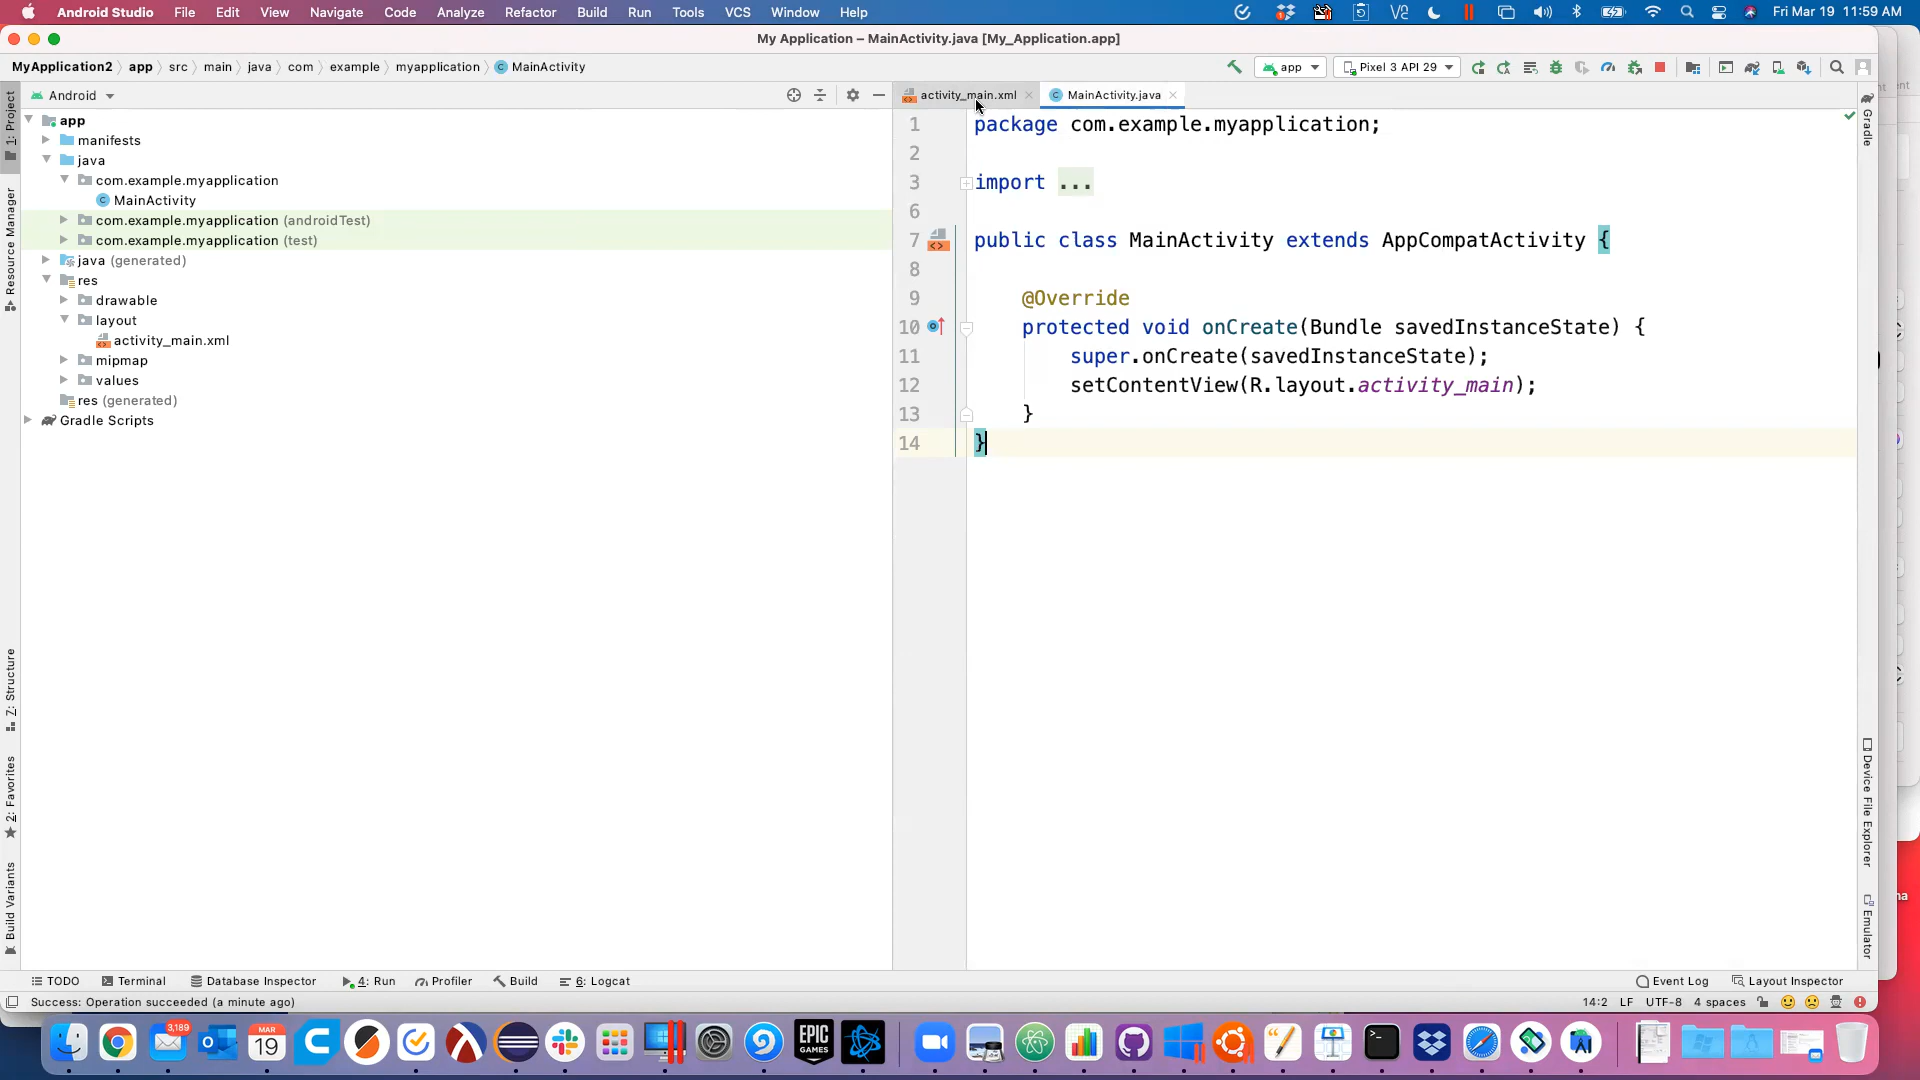 Android Studio File Edit View Navigate Code Analyze Refactor Build Run Tools VCS Window Help Fri Mar 19 11:59 AM
My Application – MainActivity.java [My_Application.app]
MyApplication2 app src main java com example myapplication MainActivity
app Pixel 3 API 29
Android
activity_main.xml MainActivity.java
app
manifests
java
com.example.myapplication
MainActivity
com.example.myapplication (androidTest)
com.example.myapplication (test)
java (generated)
res
drawable
layout
activity_main.xml
mipmap
values
res (generated)
Gradle Scripts
1 package com.example.myapplication;
2
3 import ...
6
7 public class MainActivity extends AppCompatActivity {
8
9 @Override
10 protected void onCreate(Bundle savedInstanceState) {
11 super.onCreate(savedInstanceState);
12 setContentView(R.layout.activity_main);
13 }
14 }
1: Project
Resource Manager
Z: Structure
2: Favorites
Build Variants
Gradle
Device File Explorer
Emulator
TODO Terminal Database Inspector 4: Run Profiler Build 6: Logcat Event Log Layout Inspector
Success: Operation succeeded (a minute ago) 14:2 LF UTF-8 4 spaces
3,189
MAR
19
EPIC
GAMES